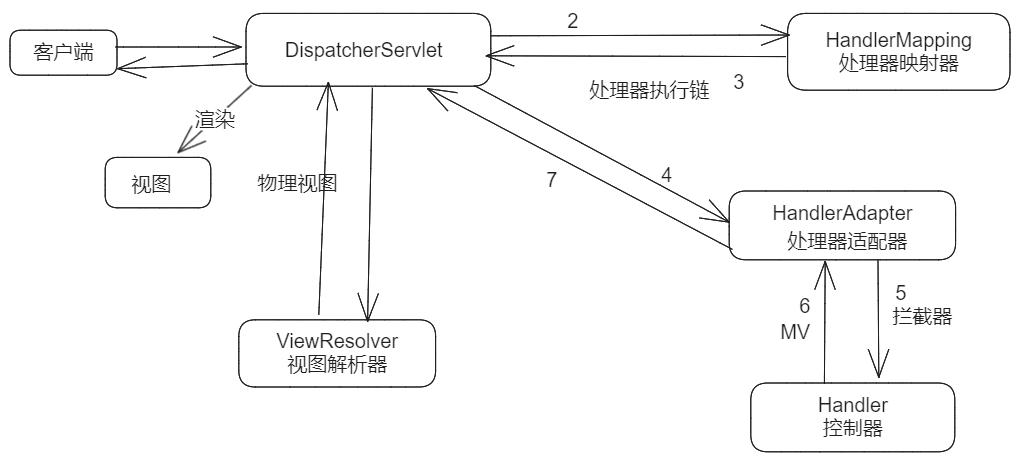 客户端
DispatcherServlet
2
HandlerMapping
处理器映射器
3
处理器执行链
渲染
视图
物理视图
7
4
HandlerAdapter
处理器适配器
6
MV
5
拦截器
ViewResolver
视图解析器
Handler
控制器